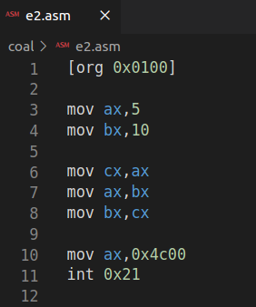 ASM e2.asm ×
coal > ASM e2.asm
1 [org 0x0100]
2
3 mov ax,5
4 mov bx,10
5
6 mov cx,ax
7 mov ax,bx
8 mov bx,cx
9
10 mov ax,0x4c00
11 int 0x21
12